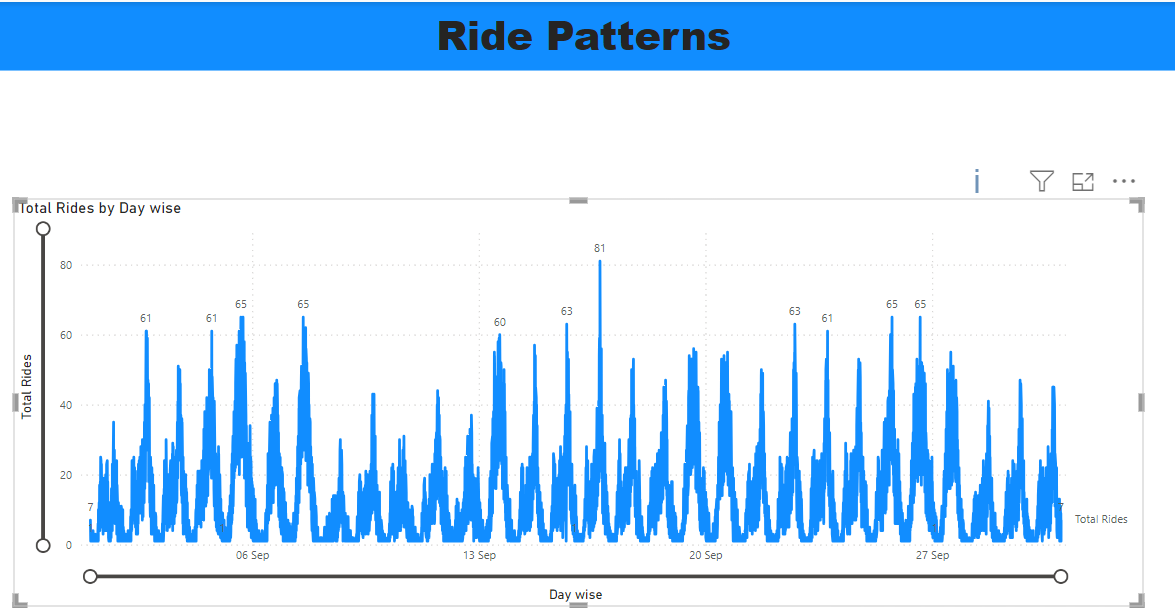 Ride Patterns
Total Rides by Day wise
80
60
40
20
0
Total Rides
7
61
61
65
65
60
63
81
63
61
65
65
7
Total Rides
06 Sep
13 Sep
20 Sep
27 Sep
Day wise